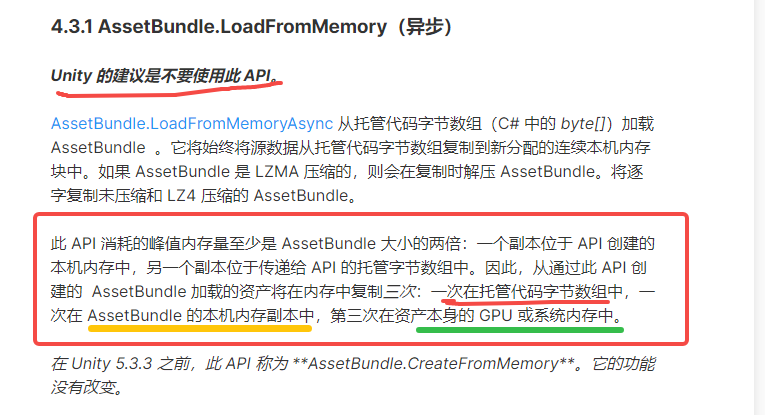 4.3.1 AssetBundle.LoadFromMemory（异步）
Unity 的建议是不要使用此 API。
AssetBundle.LoadFromMemoryAsync 从托管代码字节数组（C# 中的 byte[]）加载
AssetBundle 。它将始终将源数据从托管代码字节数组复制到新分配的连续本机内存
块中。如果 AssetBundle 是 LZMA 压缩的，则会在复制时解压 AssetBundle。将逐
字复制未压缩和 LZ4 压缩的 AssetBundle。
此 API 消耗的峰值内存量至少是 AssetBundle 大小的两倍：一个副本位于 API 创建的
本机内存中，另一个副本位于传递给 API 的托管字节数组中。因此，从通过此 API 创
建的 AssetBundle 加载的资产将在内存中复制三次：一次在托管代码字节数组中，一
次在 AssetBundle 的本机内存副本中，第三次在资产本身的 GPU 或系统内存中。
在 Unity 5.3.3 之前，此 API 称为 **AssetBundle.CreateFromMemory**。它的功能
没有改变。